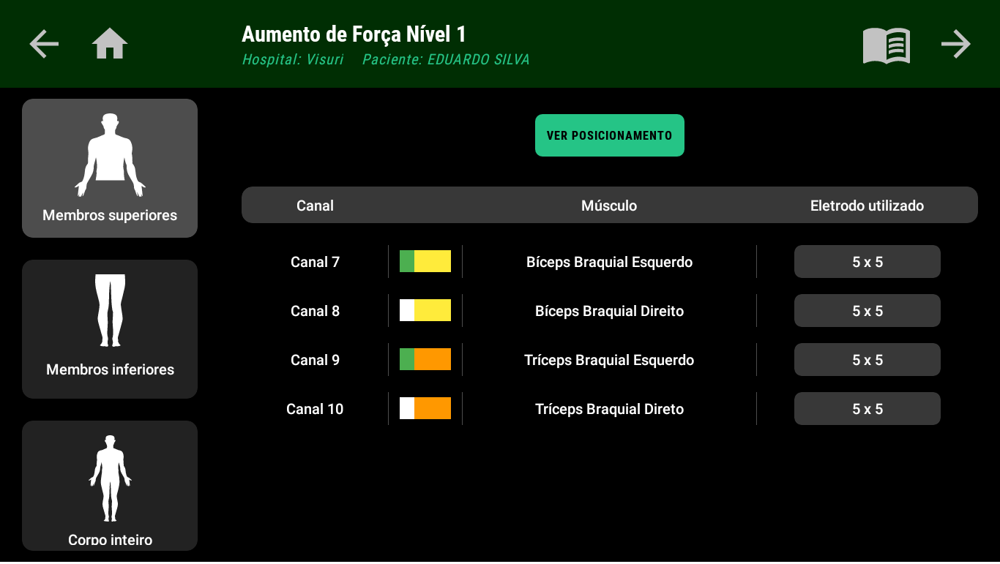 Aumento de Força Nível 1
Hospital: Visuri Paciente: EDUARDO SILVA
Membros superiores
Membros inferiores
Corpo inteiro
VER POSICIONAMENTO
Canal Músculo Eletrodo utilizado
Canal 7 Bíceps Braquial Esquerdo 5 x 5
Canal 8 Bíceps Braquial Direito 5 x 5
Canal 9 Tríceps Braquial Esquerdo 5 x 5
Canal 10 Tríceps Braquial Direto 5 x 5